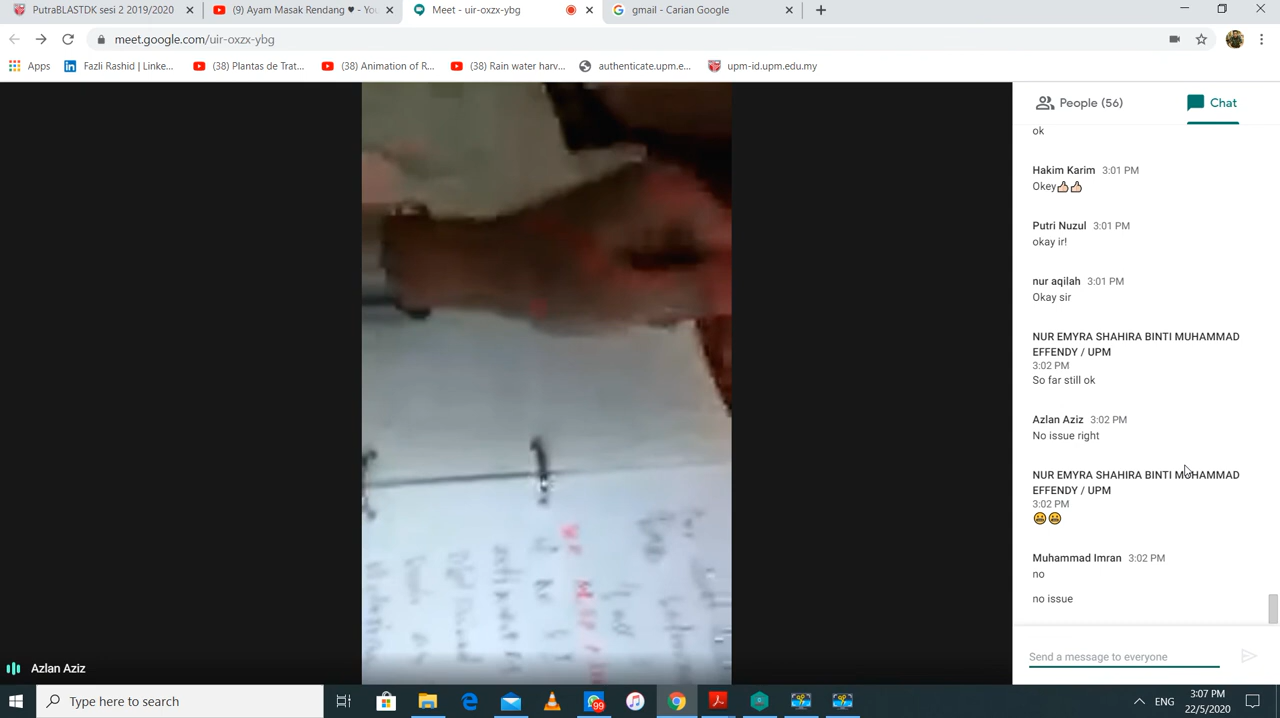 PutraBLASTDK sesi 2 2019/2020
(9) Ayam Masak Rendang ♥ - You
Meet - uir-oxzx-ybg
gmail - Carian Google
meet.google.com/uir-oxzx-ybg
Apps
Fazli Rashid | Linke...
(38) Plantas de Trat...
(38) Animation of R...
(38) Rain water harv...
authenticate.upm.e...
upm-id.upm.edu.my
People (56)
Chat
ok
Hakim Karim 3:01 PM
Okey👍🏻👍🏻
Putri Nuzul 3:01 PM
okay ir!
nur aqilah 3:01 PM
Okay sir
NUR EMYRA SHAHIRA BINTI MUHAMMAD
EFFENDY / UPM
3:02 PM
So far still ok
Azlan Aziz 3:02 PM
No issue right
NUR EMYRA SHAHIRA BINTI MUHAMMAD
EFFENDY / UPM
3:02 PM
Muhammad Imran 3:02 PM
no
no issue
Send a message to everyone
Azlan Aziz
Type here to search
99
ENG
3:07 PM
22/5/2020